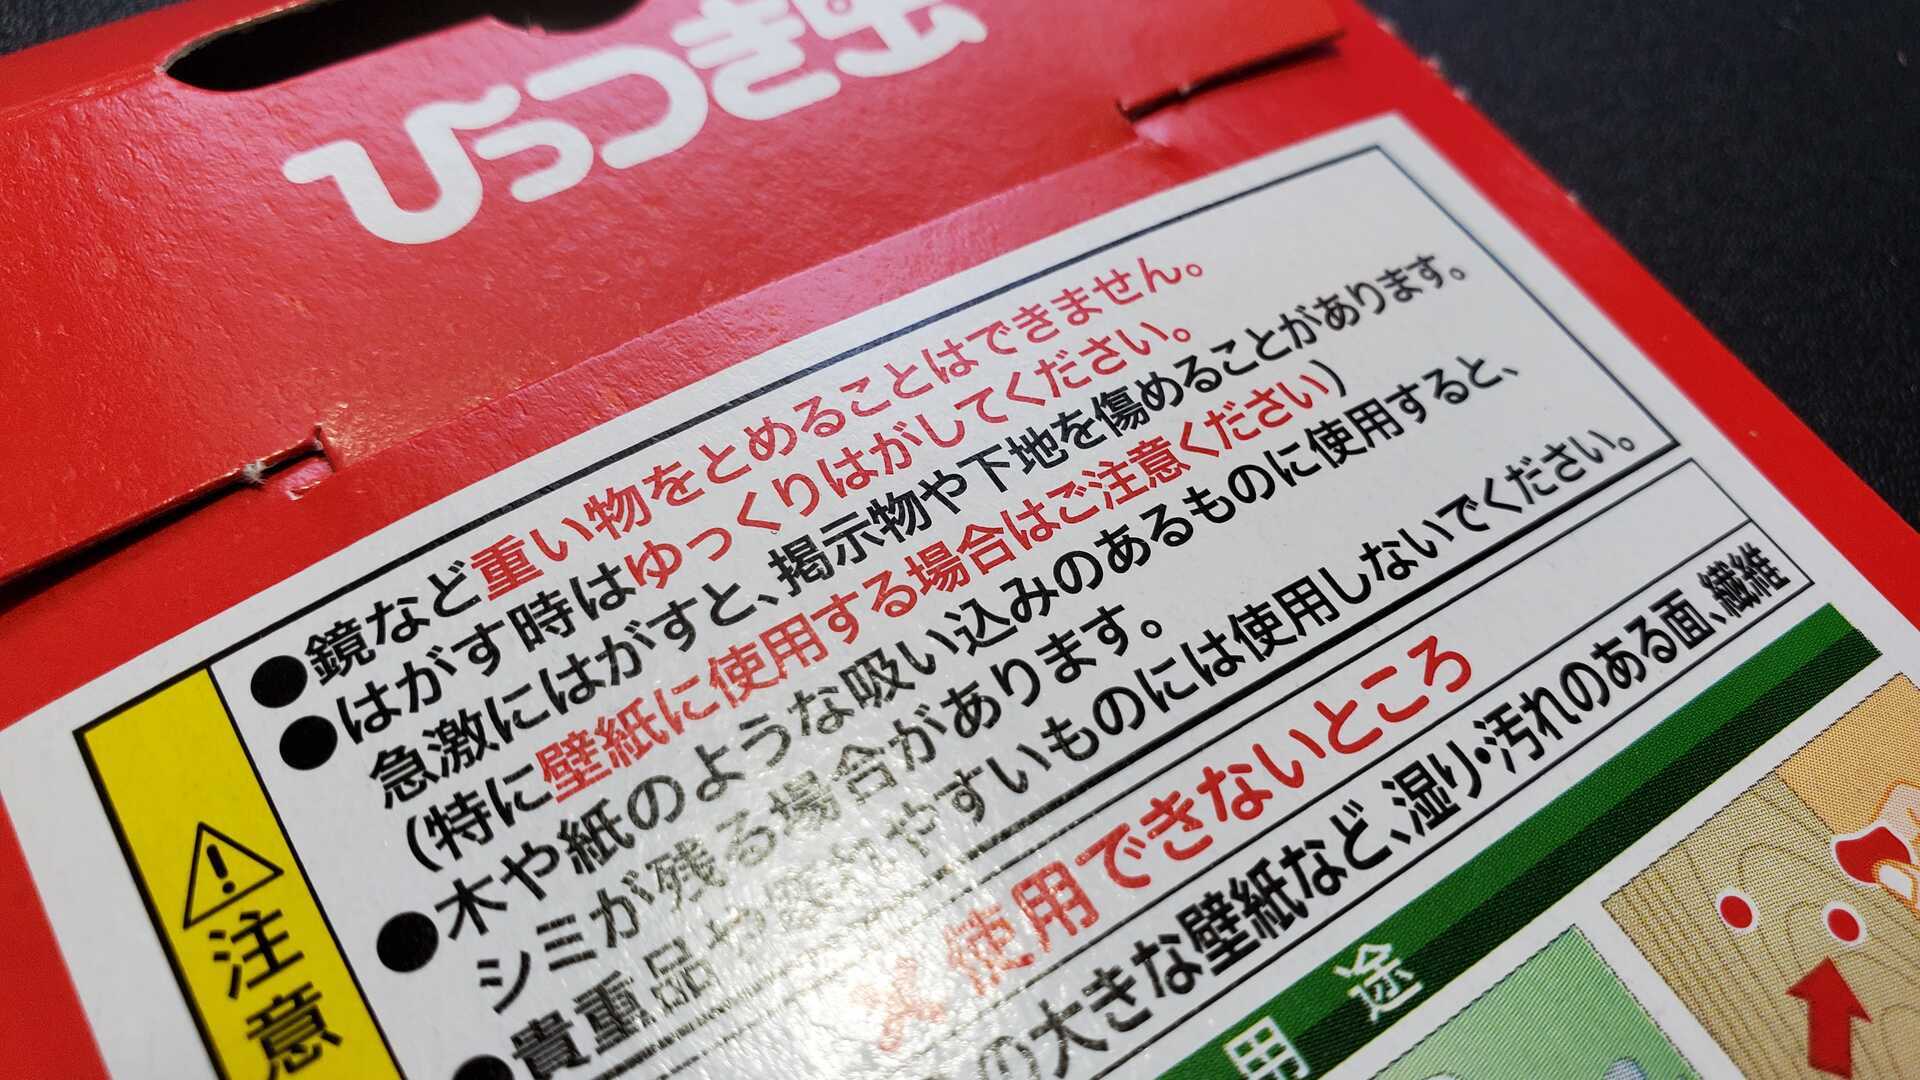 ひっつき虫
⚠注意
●鏡など重い物をとめることはできません。
●はがす時はゆっくりはがしてください。
急激にはがすと、掲示物や下地を傷めることがあります。
(特に壁紙に使用する場合はご注意ください)
●木や紙のような吸い込みのあるものに使用すると、
シミが残る場合があります。
●貴重品や破れやすいものには使用しないでください。
✕使用できないところ
の大きな壁紙など、湿り・汚れのある面、繊維
用途